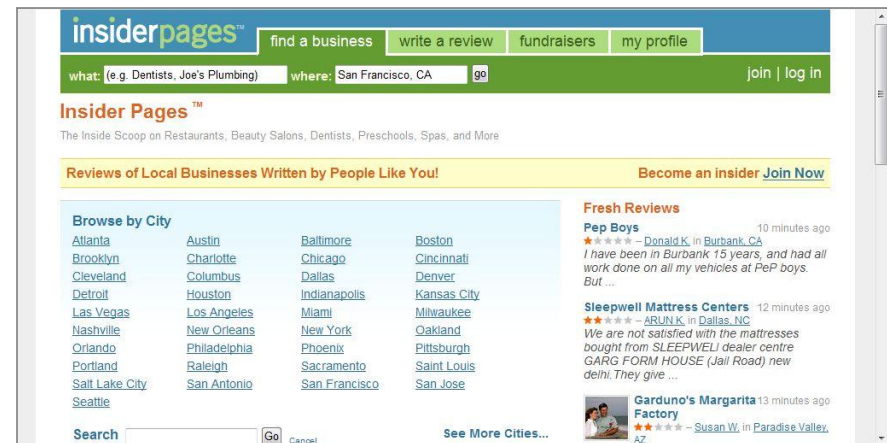 insiderpages™
find a business write a review fundraisers my profile
what: (e.g. Dentists, Joe's Plumbing) where: San Francisco, CA go join | log in
Insider Pages ™
The Inside Scoop on Restaurants, Beauty Salons, Dentists, Preschools, Spas, and More
Reviews of Local Businesses Written by People Like You! Become an insider Join Now
Browse by City
Atlanta Austin Baltimore Boston
Brooklyn Charlotte Chicago Cincinnati
Cleveland Columbus Dallas Denver
Detroit Houston Indianapolis Kansas City
Las Vegas Los Angeles Miami Milwaukee
Nashville New Orleans New York Oakland
Orlando Philadelphia Phoenix Pittsburgh
Portland Raleigh Sacramento Saint Louis
Salt Lake City San Antonio San Francisco San Jose
Seattle
Search Go Cancel See More Cities...
Fresh Reviews
Pep Boys 10 minutes ago
– Donald K. in Burbank, CA
I have been in Burbank 15 years, and had all
work done on all my vehicles at PeP boys.
But ...
Sleepwell Mattress Centers 12 minutes ago
– ARUN K. in Dallas, NC
We are not satisfied with the mattresses
bought from SLEEPWELl dealer centre
GARG FORM HOUSE (Jail Road) new
delhi.They give ...
Garduno's Margarita 13 minutes ago
Factory
– Susan W. in Paradise Valley,
AZ